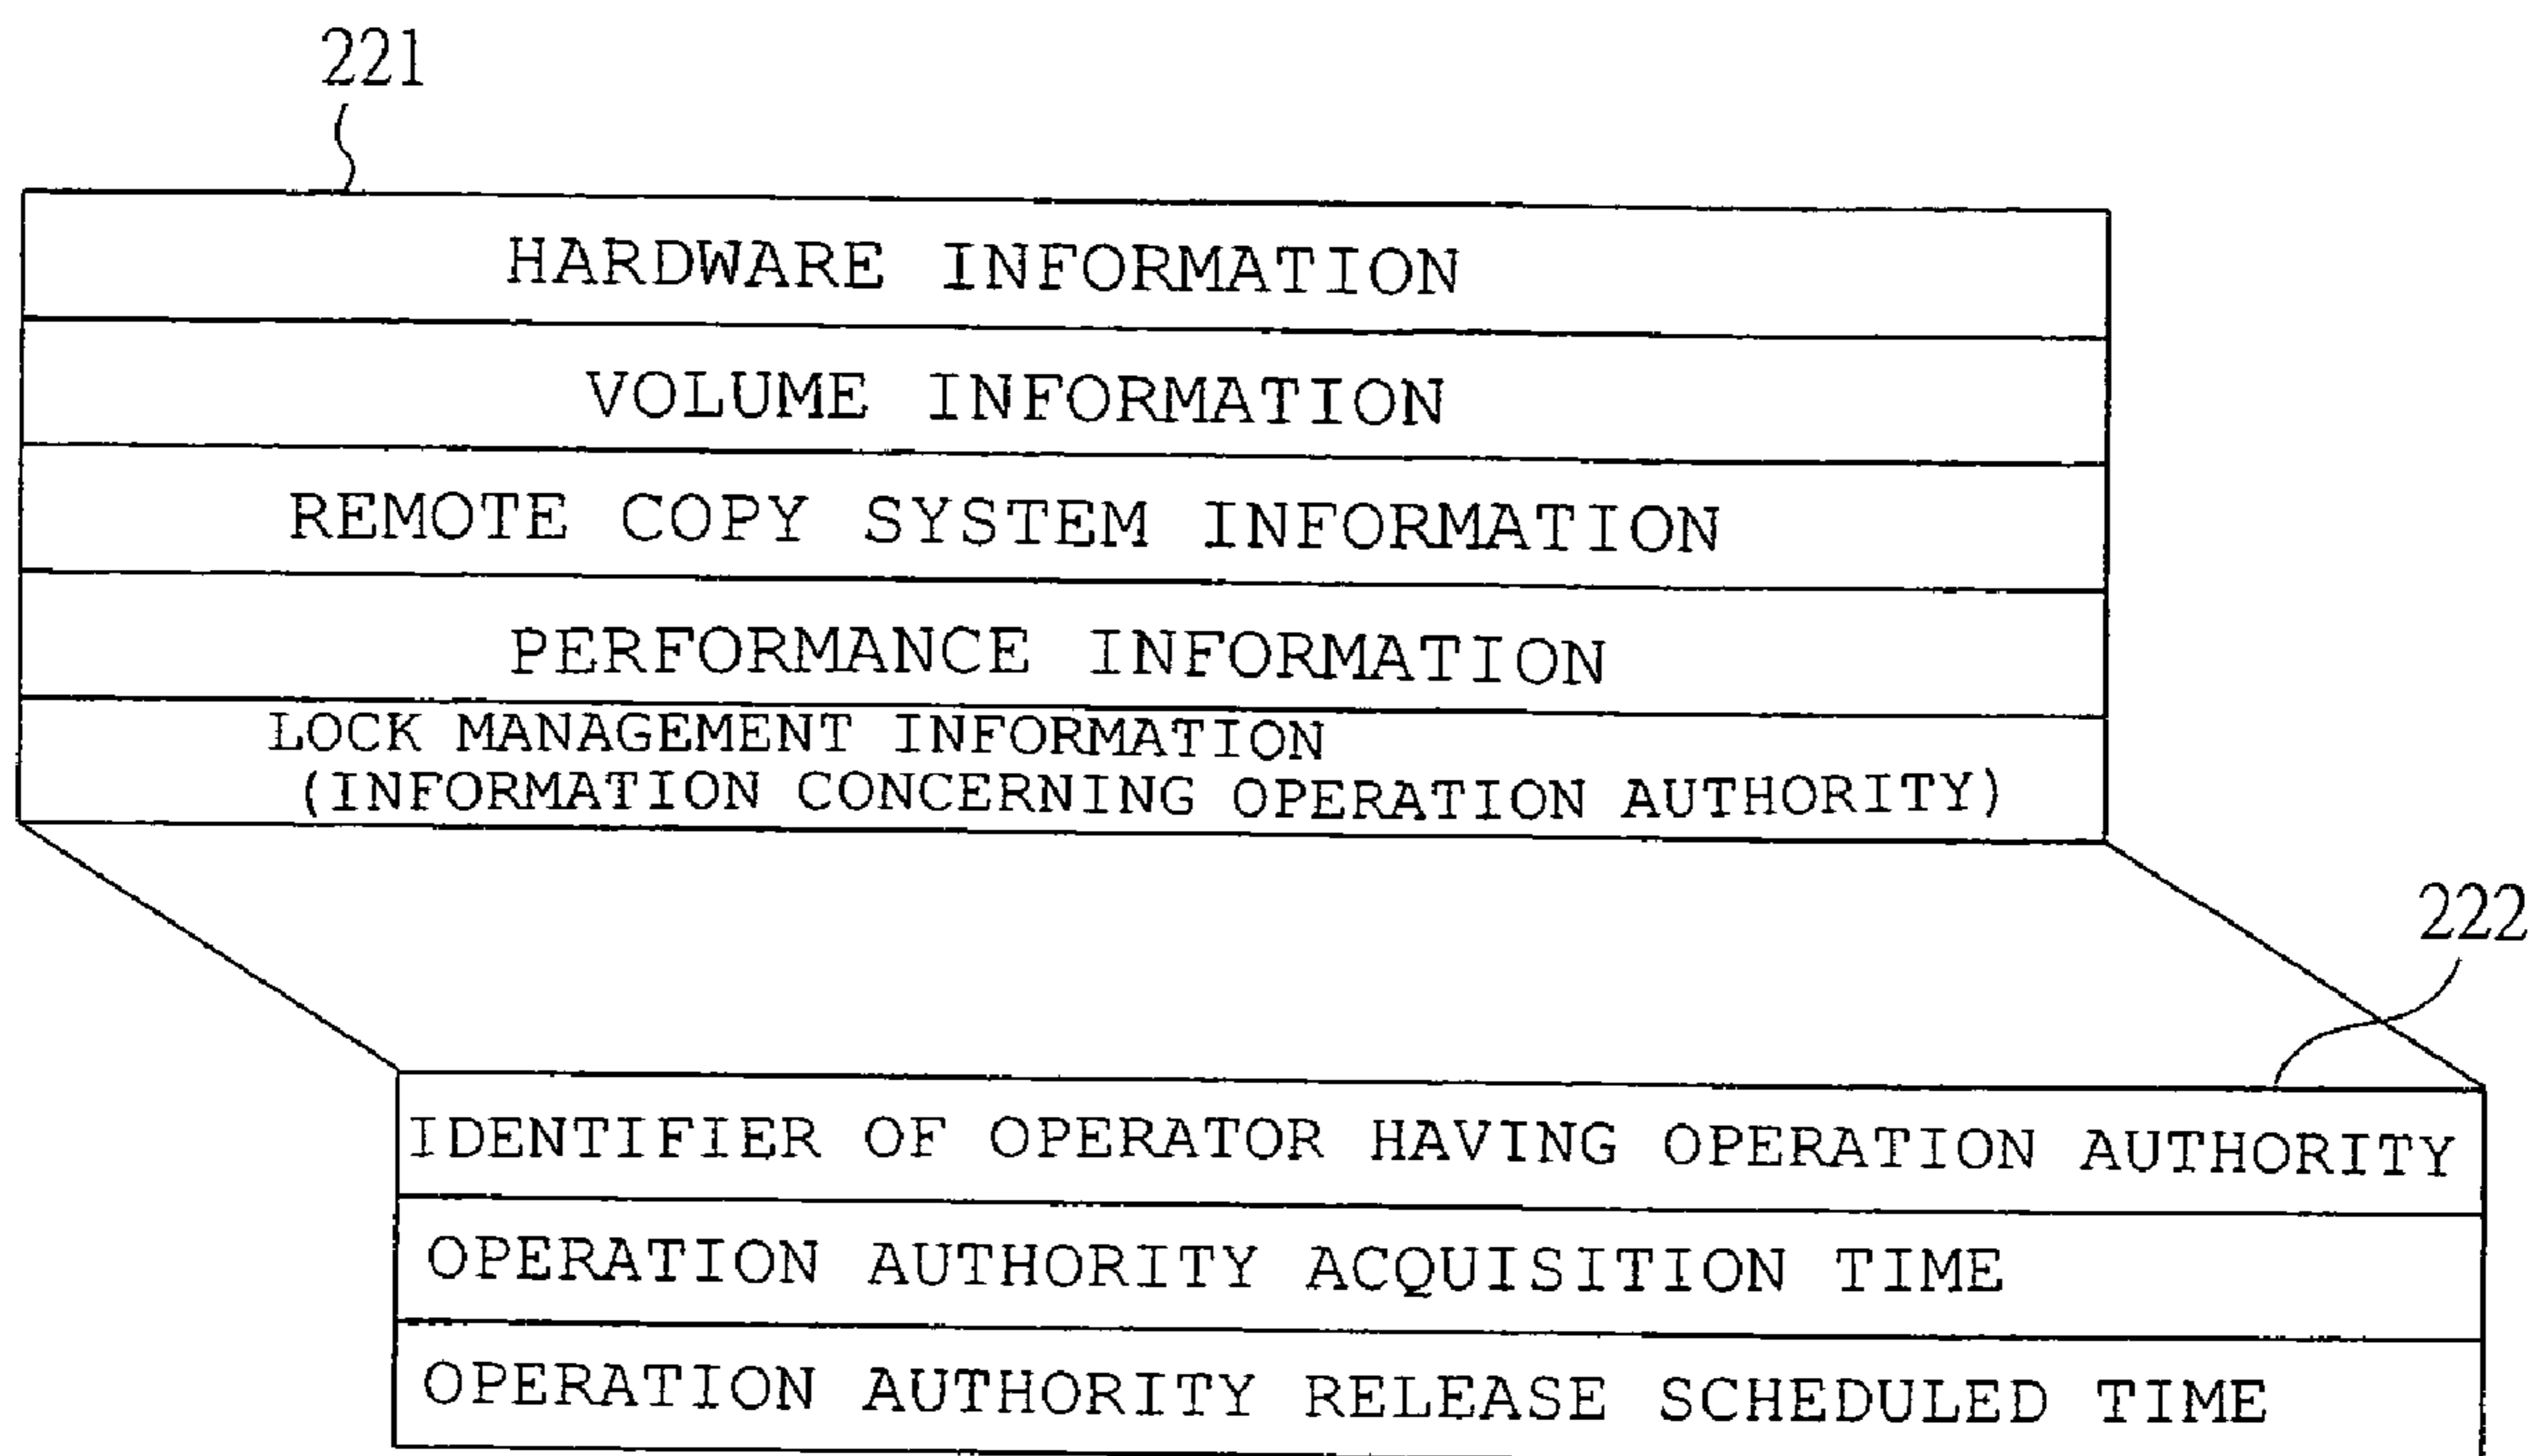 221
HARDWARE INFORMATION
VOLUME INFORMATION
REMOTE COPY SYSTEM INFORMATION
PERFORMANCE INFORMATION
LOCK MANAGEMENT INFORMATION
(INFORMATION CONCERNING OPERATION AUTHORITY)
222
IDENTIFIER OF OPERATOR HAVING OPERATION AUTHORITY
OPERATION AUTHORITY ACQUISITION TIME
OPERATION AUTHORITY RELEASE SCHEDULED TIME